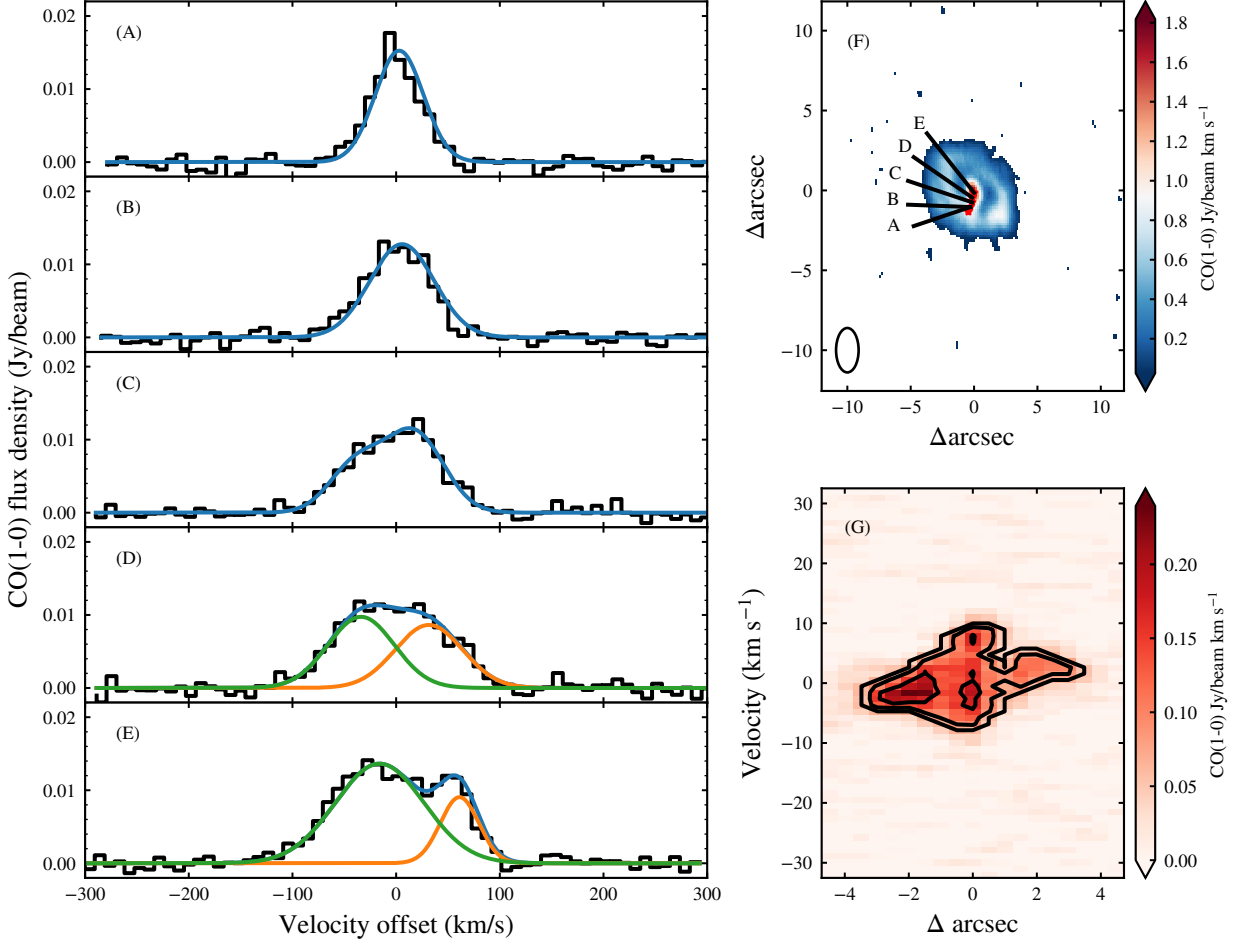 CO(1-0) flux density (Jy/beam)
0.02
(A)
0.01
0.00
0.02
(B)
0.01
0.00
0.02
(C)
0.01
0.00
0.02
(D)
0.01
0.00
0.02
(E)
0.01
0.00
−300 −200 −100 0 100 200 300
Velocity offset (km/s)
(F)
10
5
0
−5
−10
Δarcsec
E
D
C
B
A
−10 −5 0 5 10
Δarcsec
1.8
1.6
1.4
1.2
1.0
0.8
0.6
0.4
0.2
CO(1-0) Jy/beam km s⁻¹
(G)
30
20
10
0
−10
−20
−30
Velocity (km s⁻¹)
−4 −2 0 2 4
Δ arcsec
0.20
0.15
0.10
0.05
0.00
CO(1-0) Jy/beam km s⁻¹